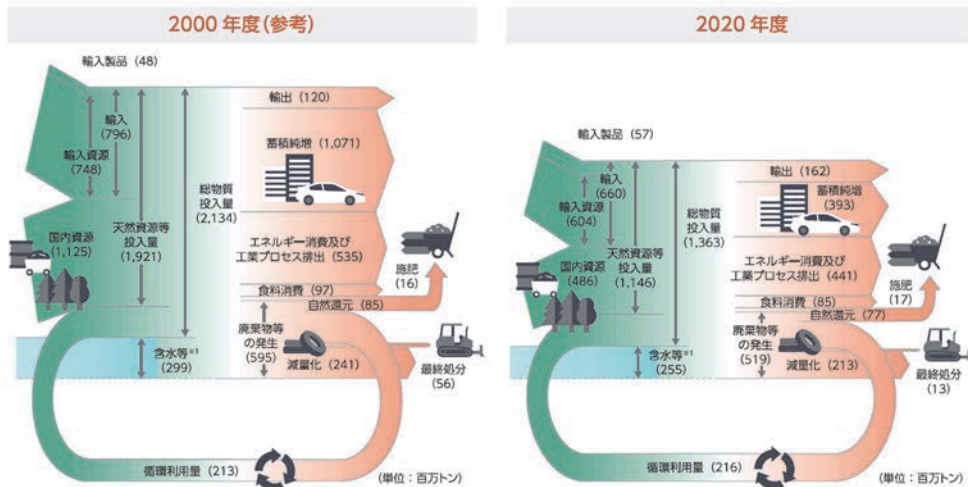 2000 年度(参考)
輸入製品（48）
輸出（120）
輸入
(796)
蓄積純増（1,071）
輸入資源
(748)
総物質
投入量
(2,134)
天然資源等
投入量
(1,921)
国内資源
(1,125)
エネルギー消費及び
工業プロセス排出（535）
施肥
(16)
食料消費（97）
自然還元（85）
廃棄物等
の発生
(595)
含水等※1
(299)
減量化（241）
最終処分
(56)
循環利用量（213）
(単位：百万トン)
2020 年度
輸入製品（57）
輸出（162）
輸入
(660)
蓄積純増
(393)
輸入資源
(604)
総物質
投入量
(1,363)
天然資源等
投入量
(1,146)
国内資源
(486)
エネルギー消費及び
工業プロセス排出（441）
施肥
(17)
食料消費（85）
自然還元（77）
廃棄物等
の発生
(519)
含水等※1
(255)
減量化（213）
最終処分
(13)
循環利用量（216）
(単位：百万トン)